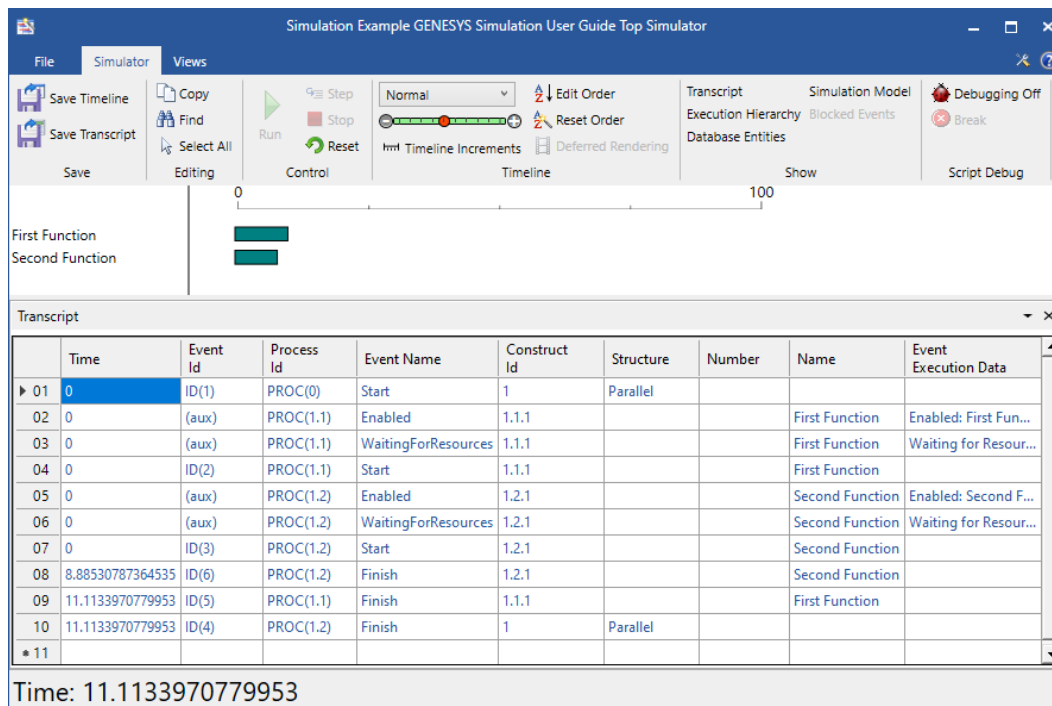 Simulation Example GENESYS Simulation User Guide Top Simulator
File Simulator Views
Save Timeline
Save Transcript
Save
Copy
Find
Select All
Editing
Run
Step
Stop
Reset
Control
Normal
Timeline Increments
Edit Order
Reset Order
Deferred Rendering
Timeline
Transcript Simulation Model
Execution Hierarchy Blocked Events
Database Entities
Show
Debugging Off
Break
Script Debug
0 100
First Function
Second Function
Transcript
Time Event Id Process Id Event Name Construct Id Structure Number Name Event Execution Data
01 0 ID(1) PROC(0) Start 1 Parallel
02 0 (aux) PROC(1.1) Enabled 1.1.1 First Function Enabled: First Fun...
03 0 (aux) PROC(1.1) WaitingForResources 1.1.1 First Function Waiting for Resour...
04 0 ID(2) PROC(1.1) Start 1.1.1 First Function
05 0 (aux) PROC(1.2) Enabled 1.2.1 Second Function Enabled: Second F...
06 0 (aux) PROC(1.2) WaitingForResources 1.2.1 Second Function Waiting for Resour...
07 0 ID(3) PROC(1.2) Start 1.2.1 Second Function
08 8.88530787364535 ID(6) PROC(1.2) Finish 1.2.1 Second Function
09 11.1133970779953 ID(5) PROC(1.1) Finish 1.1.1 First Function
10 11.1133970779953 ID(4) PROC(1.2) Finish 1 Parallel
* 11
Time: 11.1133970779953